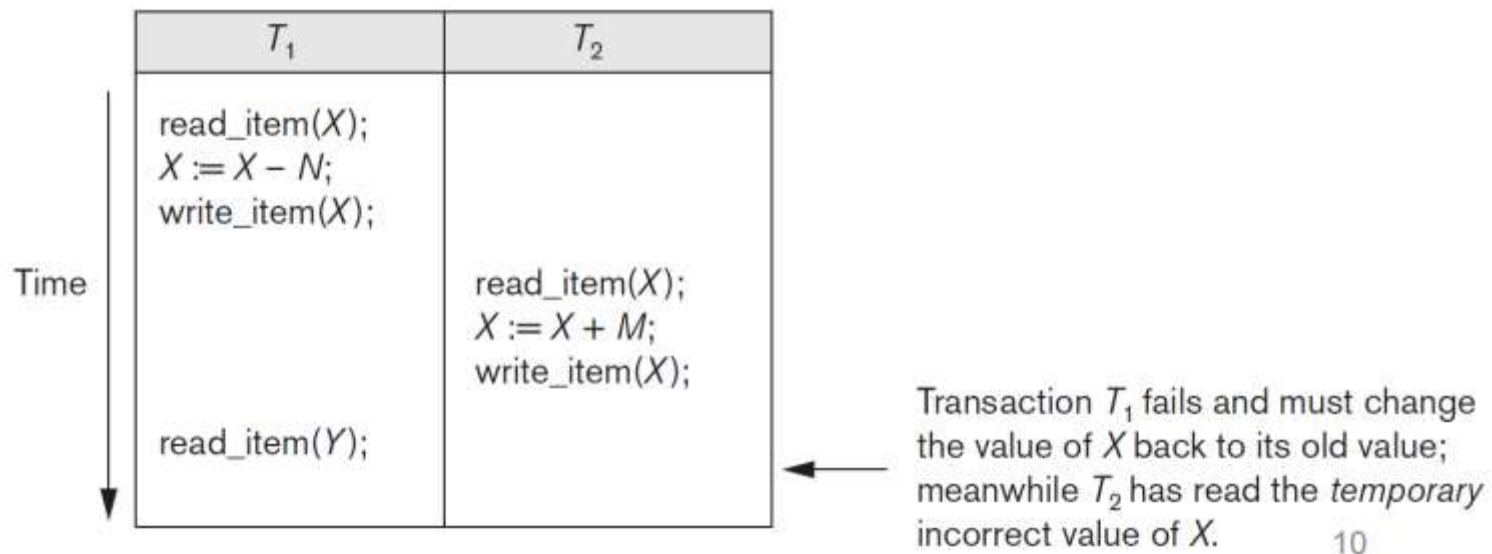 T₁ T₂
read_item(X);
X := X – N;
write_item(X);
Time
read_item(X);
X := X + M;
write_item(X);
read_item(Y);
Transaction T₁ fails and must change
the value of X back to its old value;
meanwhile T₂ has read the temporary
incorrect value of X.
10